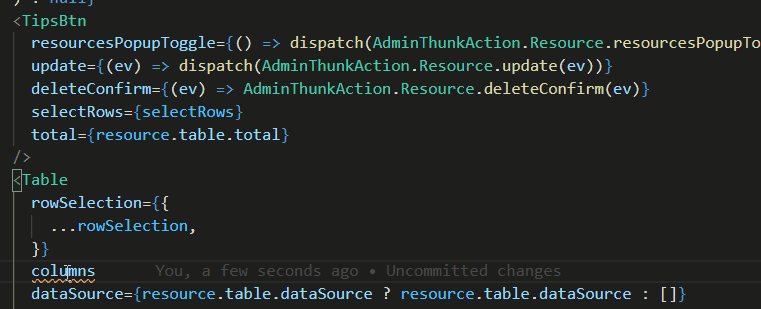 ) : null}
<TipsBtn
resourcesPopupToggle={() => dispatch(AdminThunkAction.Resource.resourcesPopupTo
update={(ev) => dispatch(AdminThunkAction.Resource.update(ev))}
deleteConfirm={(ev) => AdminThunkAction.Resource.deleteConfirm(ev)}
selectRows={selectRows}
total={resource.table.total}
/>
<Table
rowSelection={{
...rowSelection,
}}
columns You, a few seconds ago • Uncommitted changes
dataSource={resource.table.dataSource ? resource.table.dataSource : []}